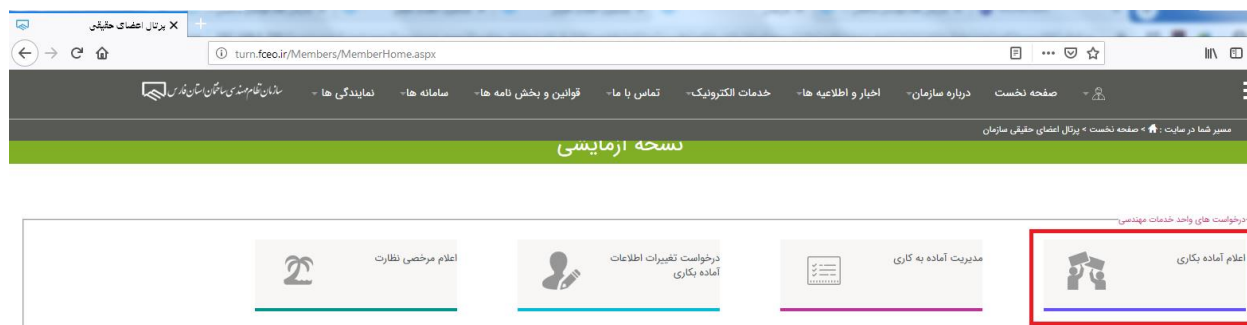 پرتال اعضای حقیقی
turn.fceo.ir/Members/MemberHome.aspx
صفحه نخست درباره سازمان اخبار و اطلاعیه ها خدمات الکترونیک تماس با ما قوانین و بخش نامه ها سامانه ها نمایندگی ها سازمان نظام مهندسی ساختمان استان فارس
مسیر شما در سایت : > صفحه نخست > پرتال اعضای حقیقی سازمان
نسخه آزمایشی
درخواست های واحد خدمات مهندسی
اعلام آماده بکاری
مدیریت آماده به کاری
درخواست تغییرات اطلاعات
آماده بکاری
اعلام مرخصی نظارت